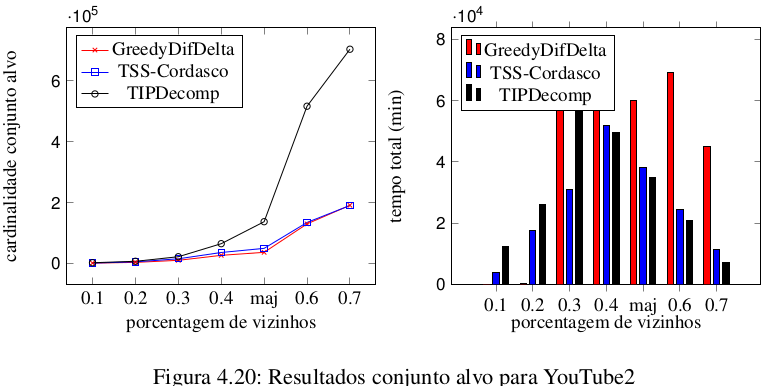 ·10⁵
cardinalidade conjunto alvo
6
4
2
0
GreedyDifDelta
TSS-Cordasco
TIPDecomp
0.1 0.2 0.3 0.4 maj 0.6 0.7
porcentagem de vizinhos
·10⁴
tempo total (min)
8
6
4
2
0
GreedyDifDelta
TSS-Cordasco
TIPDecomp
0.1 0.2 0.3 0.4 maj 0.6 0.7
porcentagem de vizinhos
Figura 4.20: Resultados conjunto alvo para YouTube2